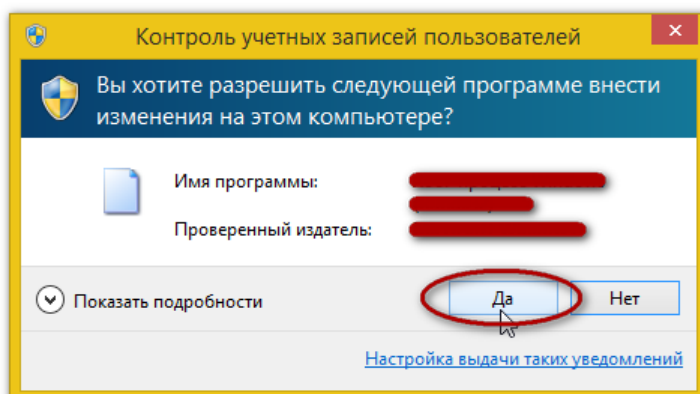 Контроль учетных записей пользователей
Вы хотите разрешить следующей программе внести
изменения на этом компьютере?
Имя программы:
Проверенный издатель:
Показать подробности
Да
Нет
Настройка выдачи таких уведомлений